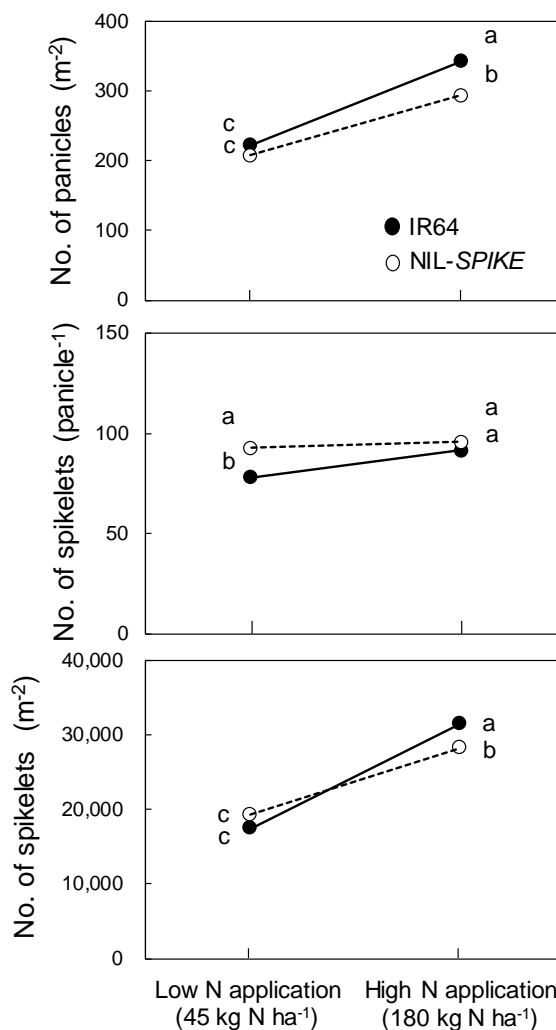 No. of panicles (m⁻²)
400
300
200
100
0
a
b
c
c
IR64
NIL-SPIKE
No. of spikelets (panicle⁻¹)
150
100
50
0
a
b
a
a
No. of spikelets (m⁻²)
40,000
30,000
20,000
10,000
0
a
b
c
c
Low N application
(45 kg N ha⁻¹)
High N application
(180 kg N ha⁻¹)